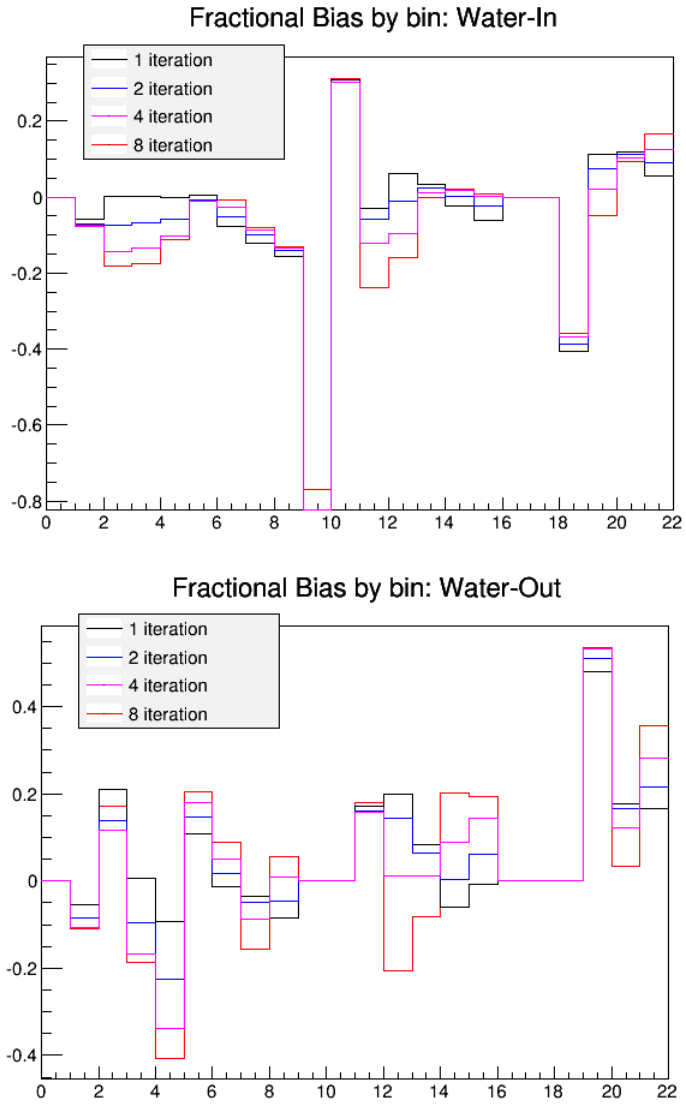 Fractional Bias by bin: Water-In
1 iteration
2 iteration
4 iteration
8 iteration
0.2
0
-0.2
-0.4
-0.6
-0.8
0 2 4 6 8 10 12 14 16 18 20 22
Fractional Bias by bin: Water-Out
1 iteration
2 iteration
4 iteration
8 iteration
0.4
0.2
0
-0.2
-0.4
0 2 4 6 8 10 12 14 16 18 20 22